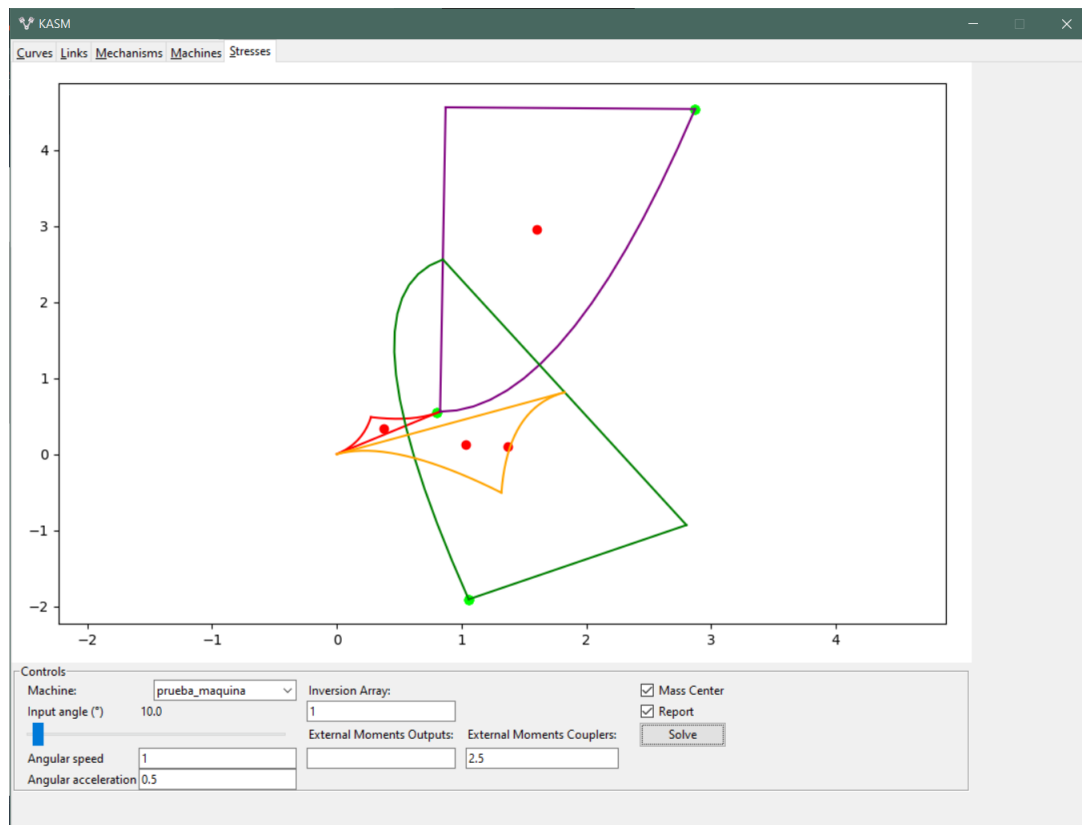 KASM
Curves Links Mechanisms Machines Stresses
4
3
2
1
0
−1
−2
−2 −1 0 1 2 3 4
Controls
Machine: prueba_maquina Inversion Array: Mass Center
Input angle (°) 10.0 1 Report
External Moments Outputs: External Moments Couplers: Solve
Angular speed 1 2.5
Angular acceleration 0.5